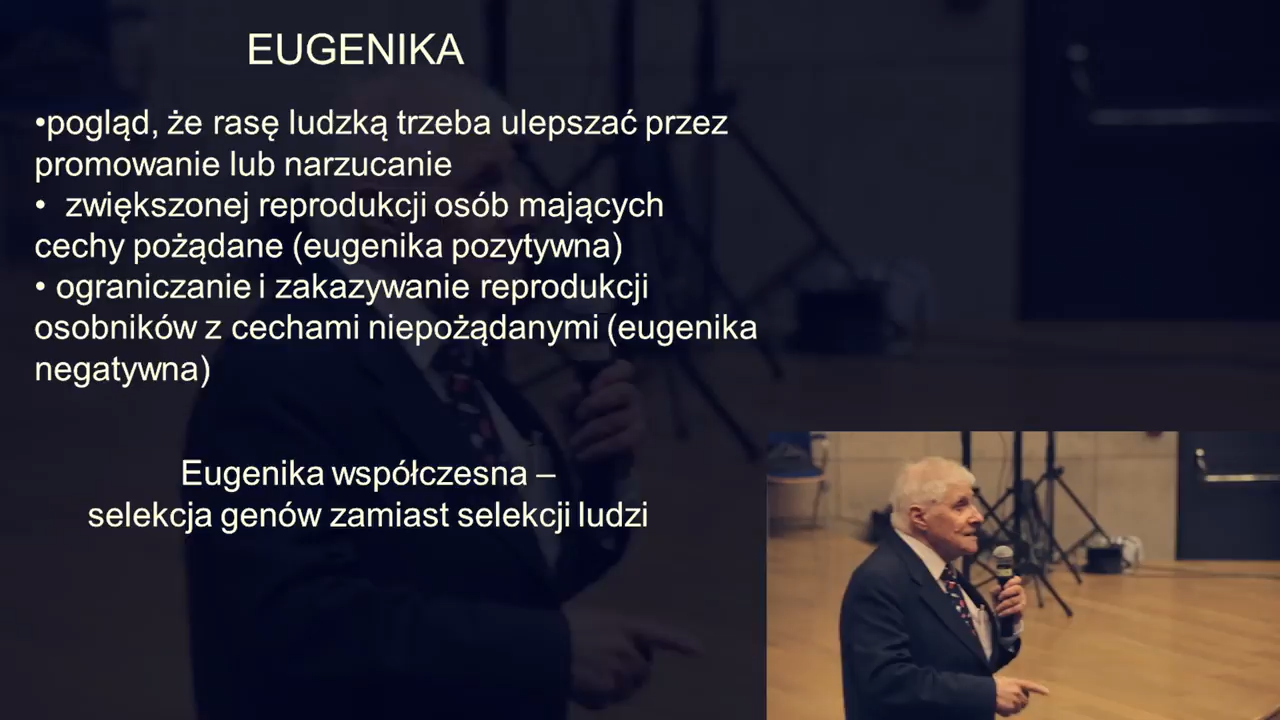 EUGENIKA
•pogląd, że rasę ludzką trzeba ulepszać przez
promowanie lub narzucanie
• zwiększonej reprodukcji osób mających
cechy pożądane (eugenika pozytywna)
• ograniczanie i zakazywanie reprodukcji
osobników z cechami niepożądanymi (eugenika
negatywna)
Eugenika współczesna –
selekcja genów zamiast selekcji ludzi